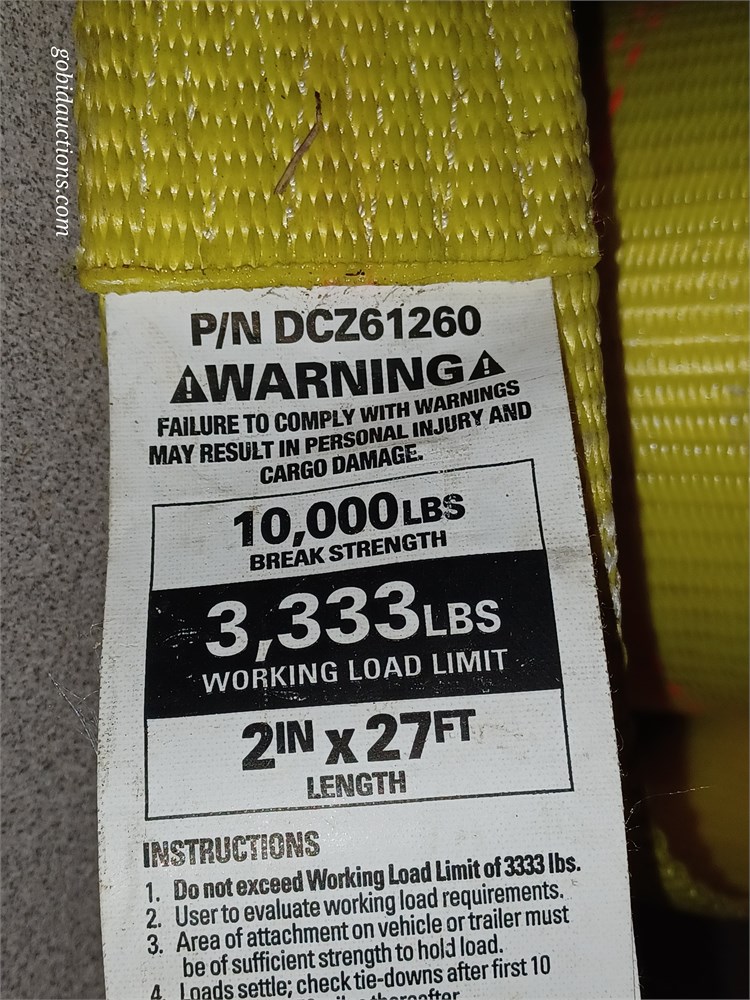 gobidauctions.com
P/N DCZ61260
⚠WARNING⚠
FAILURE TO COMPLY WITH WARNINGS
MAY RESULT IN PERSONAL INJURY AND
CARGO DAMAGE.
10,000LBS
BREAK STRENGTH
3,333LBS
WORKING LOAD LIMIT
2IN x 27FT
LENGTH
INSTRUCTIONS
1. Do not exceed Working Load Limit of 3333 lbs.
2. User to evaluate working load requirements.
3. Area of attachment on vehicle or trailer must
be of sufficient strength to hold load.
4. Loads settle; check tie-downs after first 10
thereafter